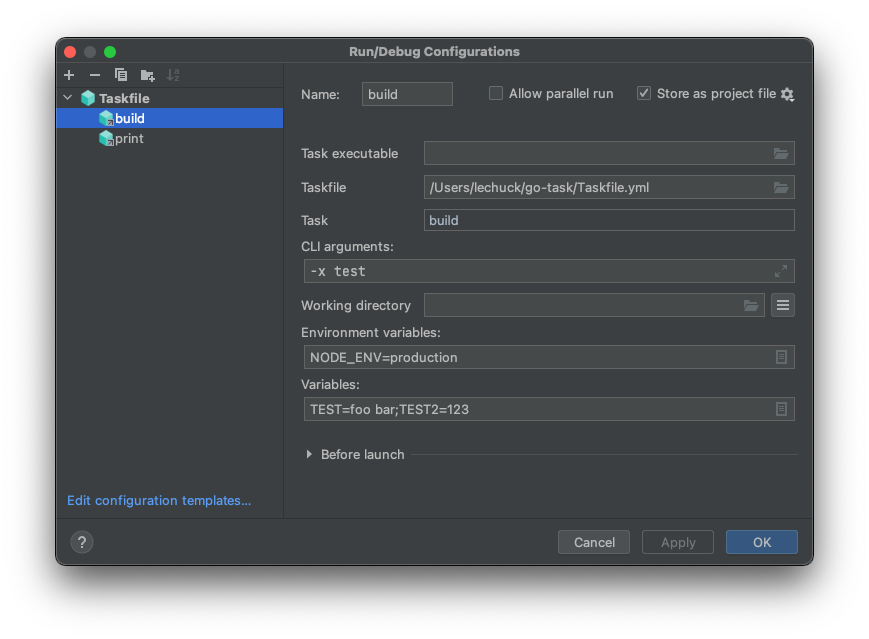 Run/Debug Configurations
Taskfile
build
print
Edit configuration templates...
Name: build Allow parallel run Store as project file
Task executable
Taskfile /Users/lechuck/go-task/Taskfile.yml
Task build
CLI arguments:
-x test
Working directory
Environment variables:
NODE_ENV=production
Variables:
TEST=foo bar;TEST2=123
Before launch
? Cancel Apply OK